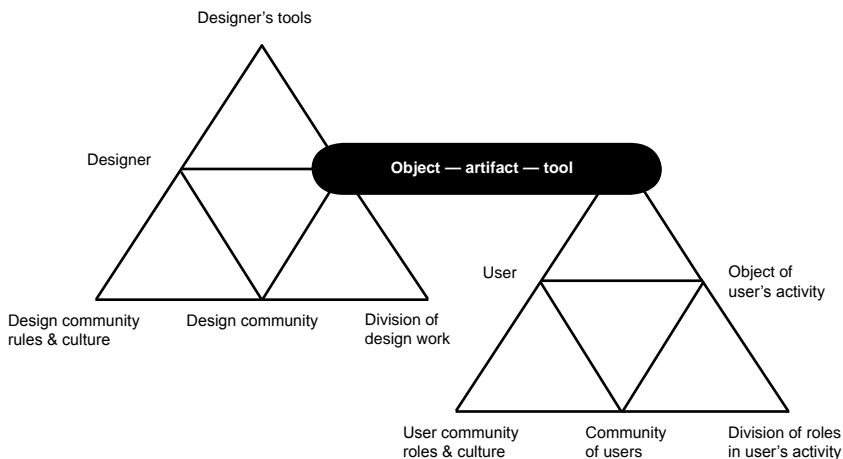 Designer’s tools
Designer
Object — artifact — tool
User
Object of
user’s activity
Design community
rules & culture
Design community
Division of
design work
User community
roles & culture
Community
of users
Division of roles
in user’s activity